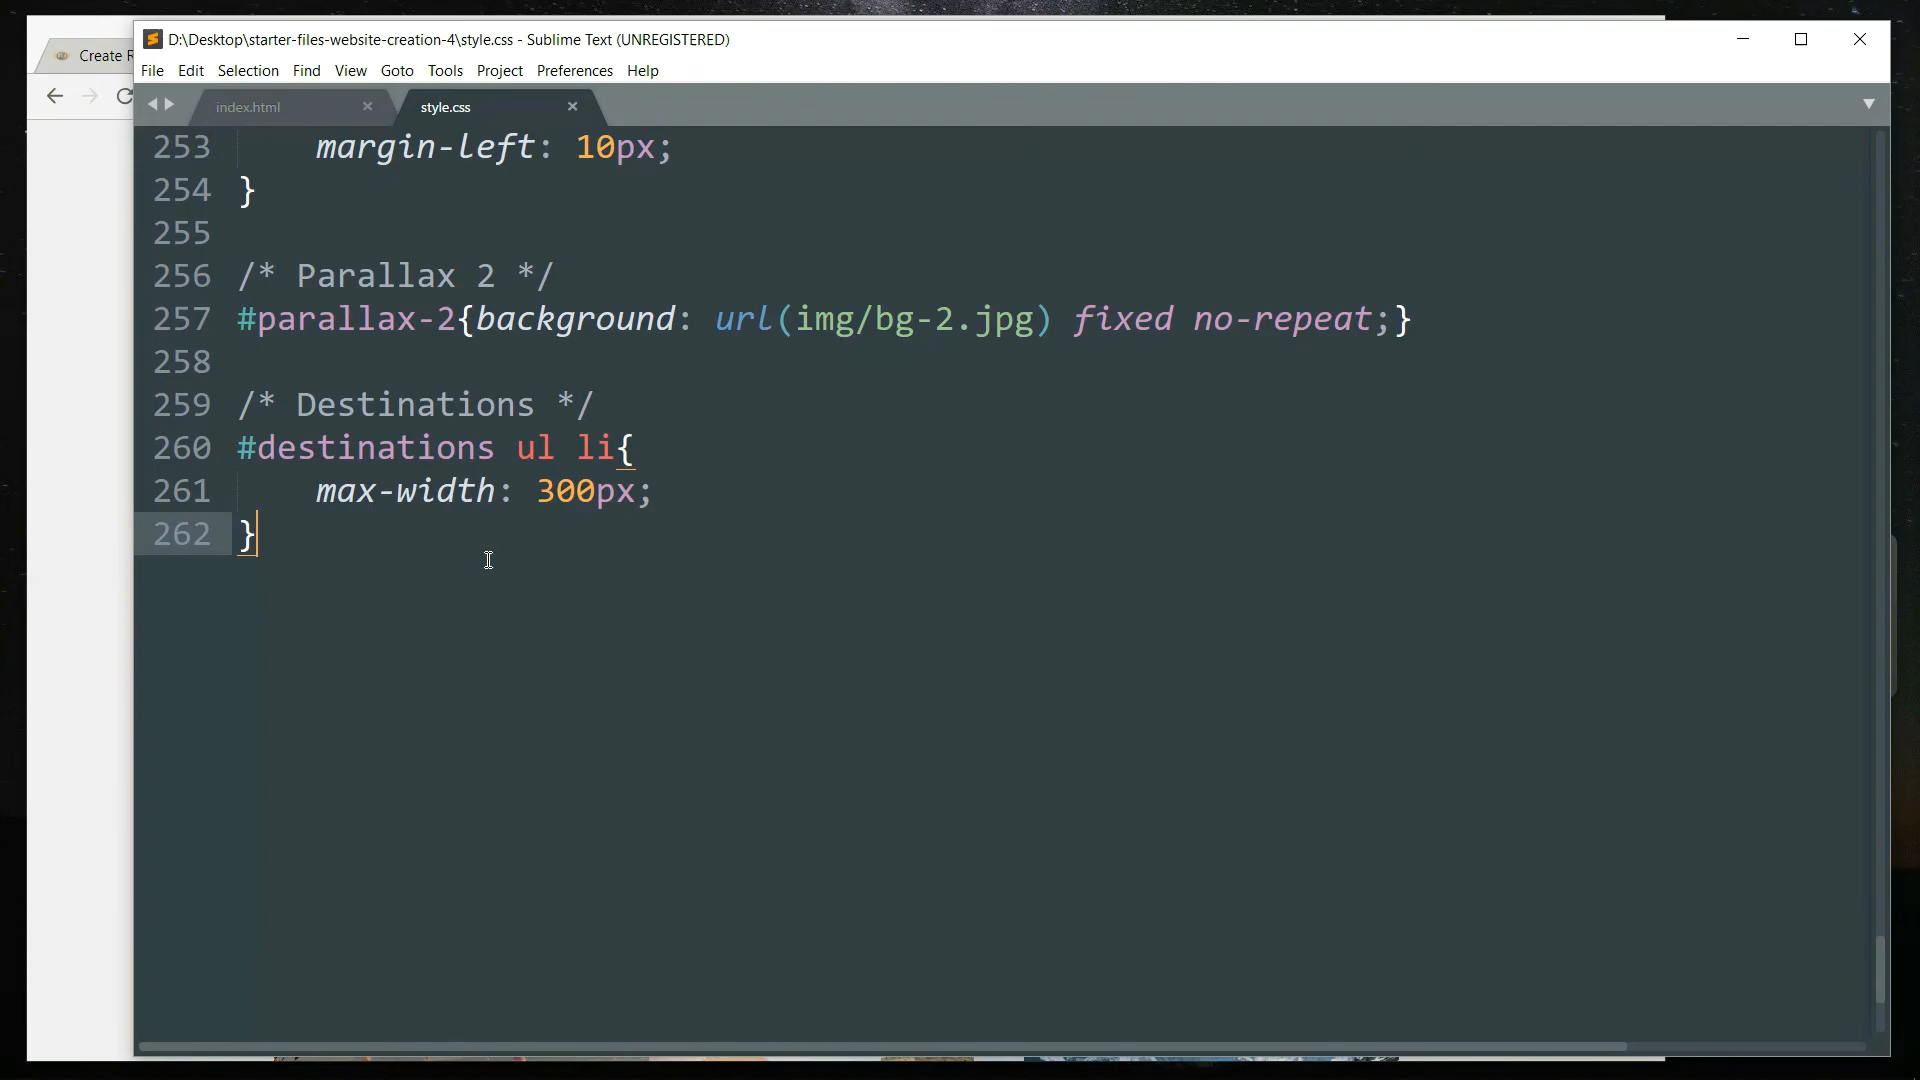 Create R
D:\Desktop\starter-files-website-creation-4\style.css - Sublime Text (UNREGISTERED)
File Edit Selection Find View Goto Tools Project Preferences Help
index.html
style.css
253 margin-left: 10px;
254 }
255
256 /* Parallax 2 */
257 #parallax-2{background: url(img/bg-2.jpg) fixed no-repeat;}
258
259 /* Destinations */
260 #destinations ul li{
261 max-width: 300px;
262 }